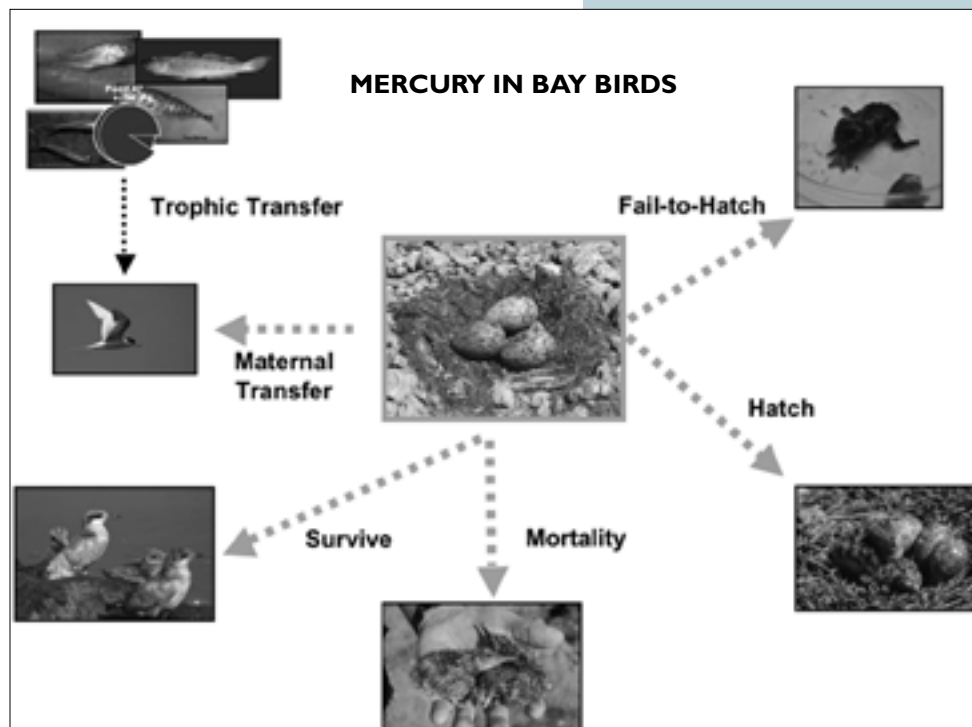 MERCURY IN BAY BIRDS
Trophic Transfer
Fail-to-Hatch
Maternal
Transfer
Hatch
Survive
Mortality